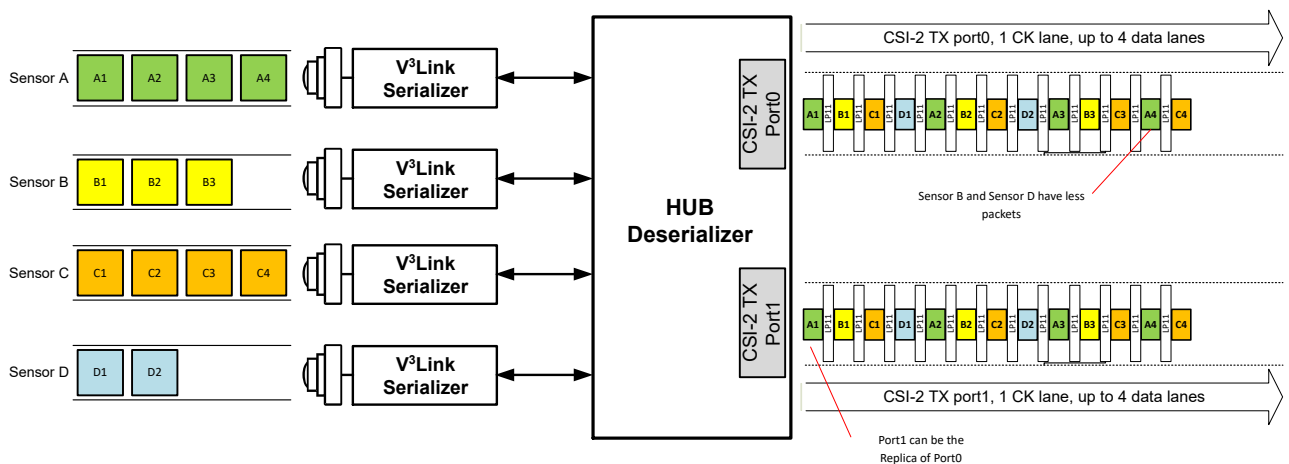 CSI-2 TX port0, 1 CK lane, up to 4 data lanes
Sensor A
A1 A2 A3 A4
V³Link
Serializer
CSI-2 TX
Port0
A1 LP11 B1 LP11 C1 LP11 D1 LP11 A2 LP11 B2 LP11 C2 LP11 D2 LP11 A3 LP11 B3 LP11 C3 LP11 A4 LP11 C4
Sensor B
B1 B2 B3
V³Link
Serializer
Sensor B and Sensor D have less
packets
HUB
Deserializer
Sensor C
C1 C2 C3 C4
V³Link
Serializer
CSI-2 TX
Port1
A1 LP11 B1 LP11 C1 LP11 D1 LP11 A2 LP11 B2 LP11 C2 LP11 D2 LP11 A3 LP11 B3 LP11 C3 LP11 A4 LP11 C4
Sensor D
D1 D2
V³Link
Serializer
CSI-2 TX port1, 1 CK lane, up to 4 data lanes
Port1 can be the
Replica of Port0